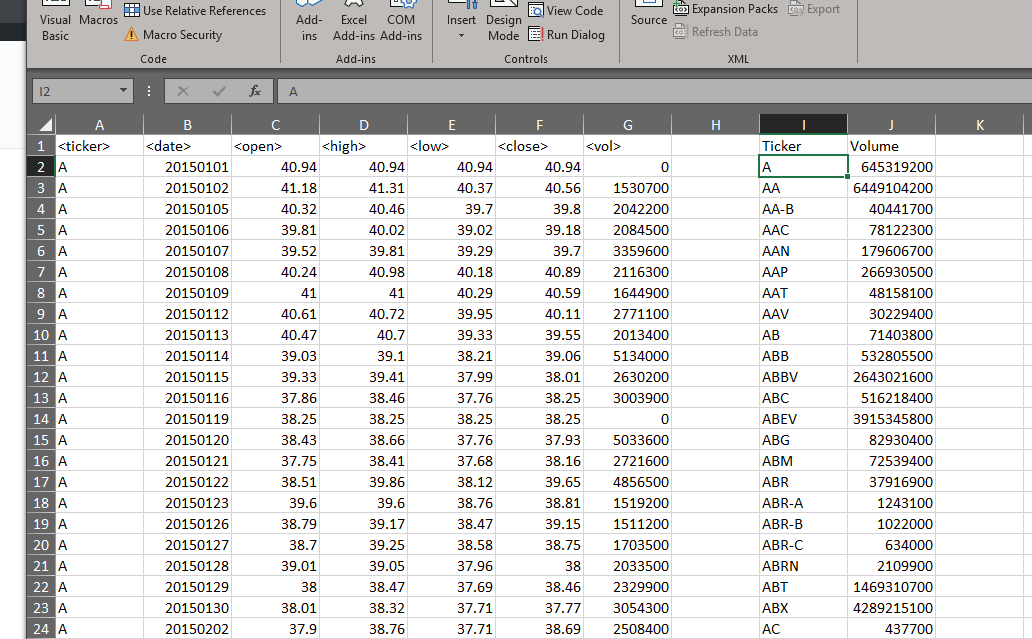 Visual Macros Use Relative References Add- Excel COM Insert Design View Code Source Expansion Packs Export
Basic Macro Security ins Add-ins Add-ins Mode Run Dialog Refresh Data
Code Add-ins Controls XML
I2 fx A
A B C D E F G H I J K
1 <ticker> <date> <open> <high> <low> <close> <vol> Ticker Volume
2 A 20150101 40.94 40.94 40.94 40.94 0 A 645319200
3 A 20150102 41.18 41.31 40.37 40.56 1530700 AA 6449104200
4 A 20150105 40.32 40.46 39.7 39.8 2042200 AA-B 40441700
5 A 20150106 39.81 40.02 39.02 39.18 2084500 AAC 78122300
6 A 20150107 39.52 39.81 39.29 39.7 3359600 AAN 179606700
7 A 20150108 40.24 40.98 40.18 40.89 2116300 AAP 266930500
8 A 20150109 41 41 40.29 40.59 1644900 AAT 48158100
9 A 20150112 40.61 40.72 39.95 40.11 2771100 AAV 30229400
10 A 20150113 40.47 40.7 39.33 39.55 2013400 AB 71403800
11 A 20150114 39.03 39.1 38.21 39.06 5134000 ABB 532805500
12 A 20150115 39.33 39.41 37.99 38.01 2630200 ABBV 2643021600
13 A 20150116 37.86 38.46 37.76 38.25 3003900 ABC 516218400
14 A 20150119 38.25 38.25 38.25 38.25 0 ABEV 3915345800
15 A 20150120 38.43 38.66 37.76 37.93 5033600 ABG 82930400
16 A 20150121 37.75 38.41 37.68 38.16 2721600 ABM 72539400
17 A 20150122 38.51 39.86 38.12 39.65 4856500 ABR 37916900
18 A 20150123 39.6 39.6 38.76 38.81 1519200 ABR-A 1243100
19 A 20150126 38.79 39.17 38.47 39.15 1511200 ABR-B 1022000
20 A 20150127 38.7 39.25 38.58 38.75 1703500 ABR-C 634000
21 A 20150128 39.01 39.05 37.96 38 2033500 ABRN 2109900
22 A 20150129 38 38.47 37.69 38.46 2329900 ABT 1469310700
23 A 20150130 38.01 38.32 37.71 37.77 3054300 ABX 4289215100
24 A 20150202 37.9 38.76 37.71 38.69 2508400 AC 437700